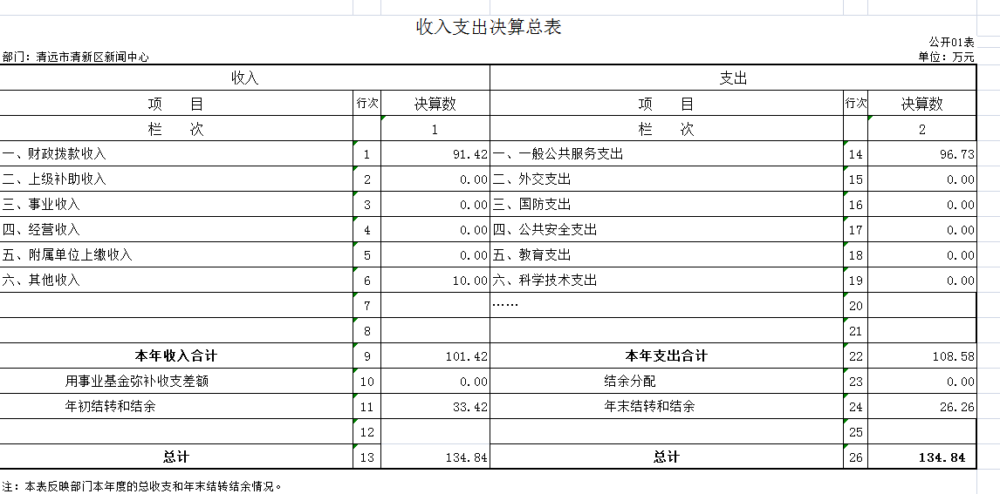 收入支出决算总表
公开01表
部门：清远市清新区新闻中心 单位：万元
收入 支出
项 目 行次 决算数 项 目 行次 决算数
栏 次 1 栏 次 2
一、财政拨款收入 1 91.42 一、一般公共服务支出 14 96.73
二、上级补助收入 2 0.00 二、外交支出 15 0.00
三、事业收入 3 0.00 三、国防支出 16 0.00
四、经营收入 4 0.00 四、公共安全支出 17 0.00
五、附属单位上缴收入 5 0.00 五、教育支出 18 0.00
六、其他收入 6 10.00 六、科学技术支出 19 0.00
7 …… 20
8 21
本年收入合计 9 101.42 本年支出合计 22 108.58
用事业基金弥补收支差额 10 0.00 结余分配 23 0.00
年初结转和结余 11 33.42 年末结转和结余 24 26.26
12 25
总计 13 134.84 总计 26 134.84
注：本表反映部门本年度的总收支和年末结转结余情况。